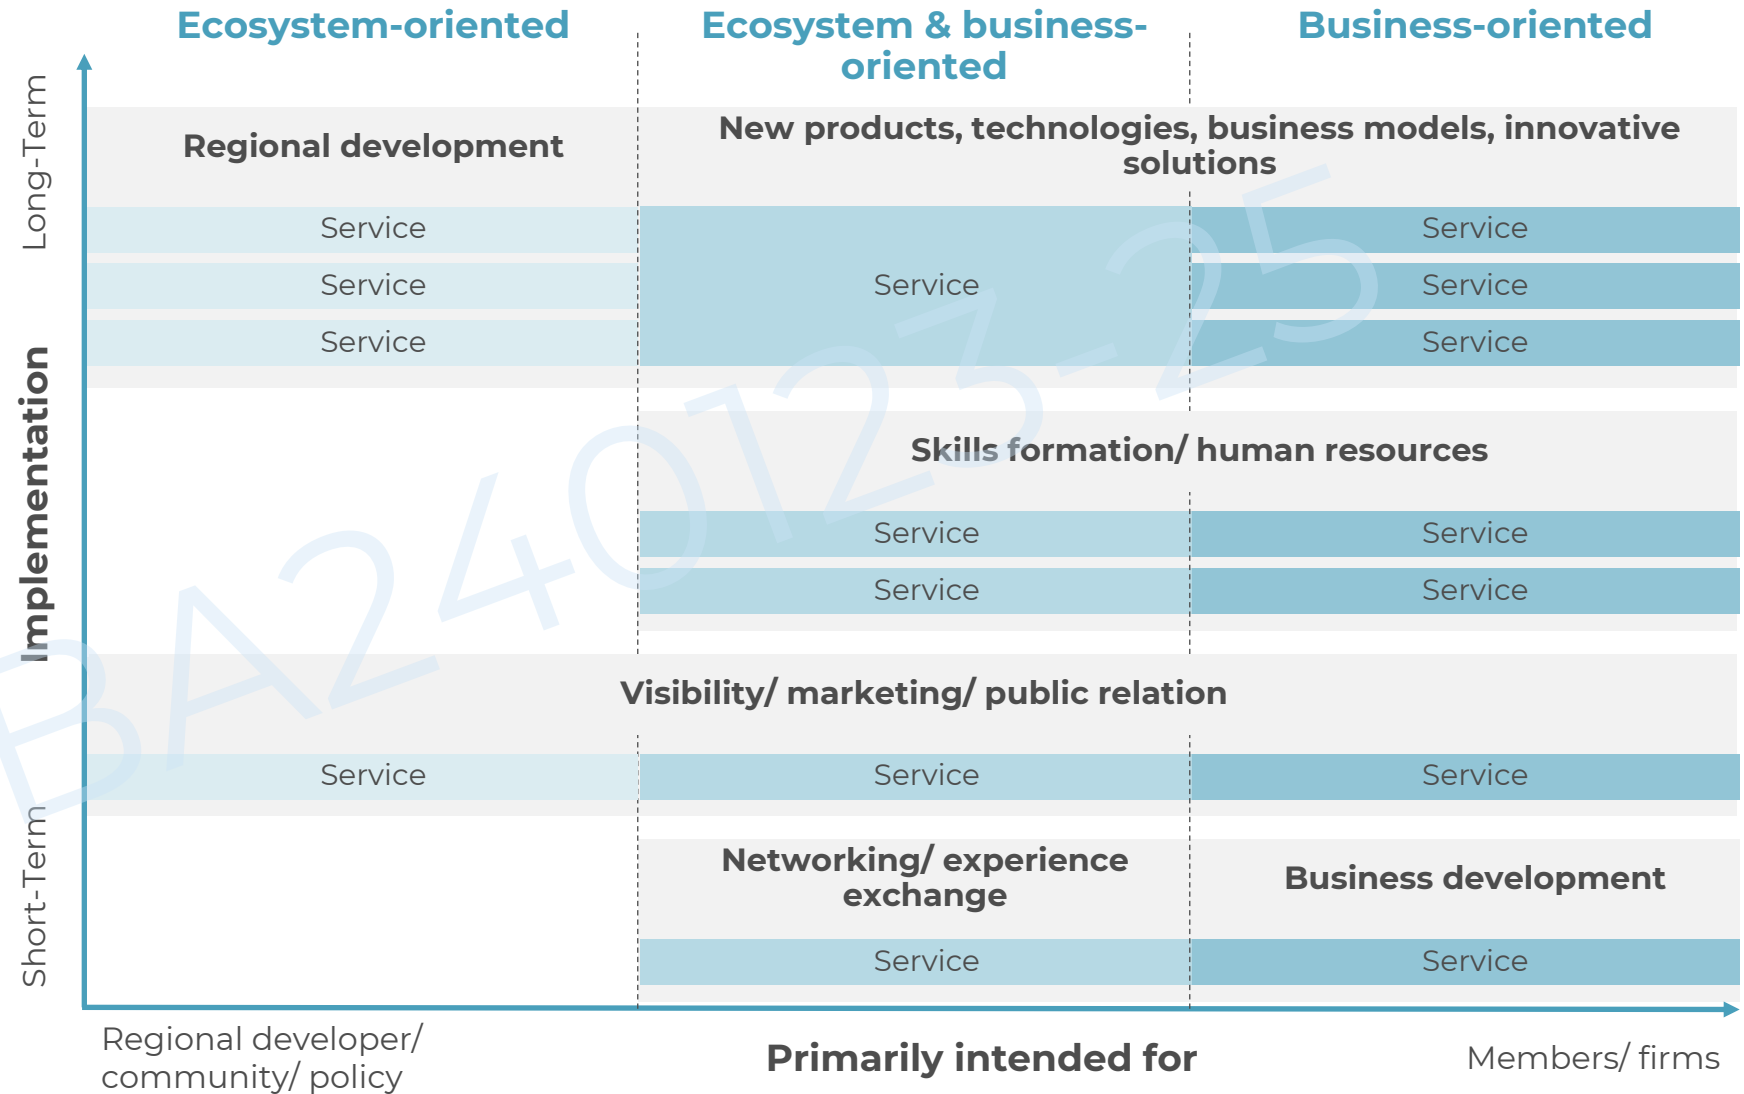 Ecosystem-oriented
Ecosystem & business-
oriented
Business-oriented
Long-Term
Implementation
Short-Term
Regional development
New products, technologies, business models, innovative
solutions
Service
Service
Service
Service
Service
Service
Service
Skills formation/ human resources
Service
Service
Service
Service
Visibility/ marketing/ public relation
Service
Service
Service
Networking/ experience
exchange
Business development
Service
Service
Regional developer/
community/ policy
Primarily intended for
Members/ firms
BA240123-25